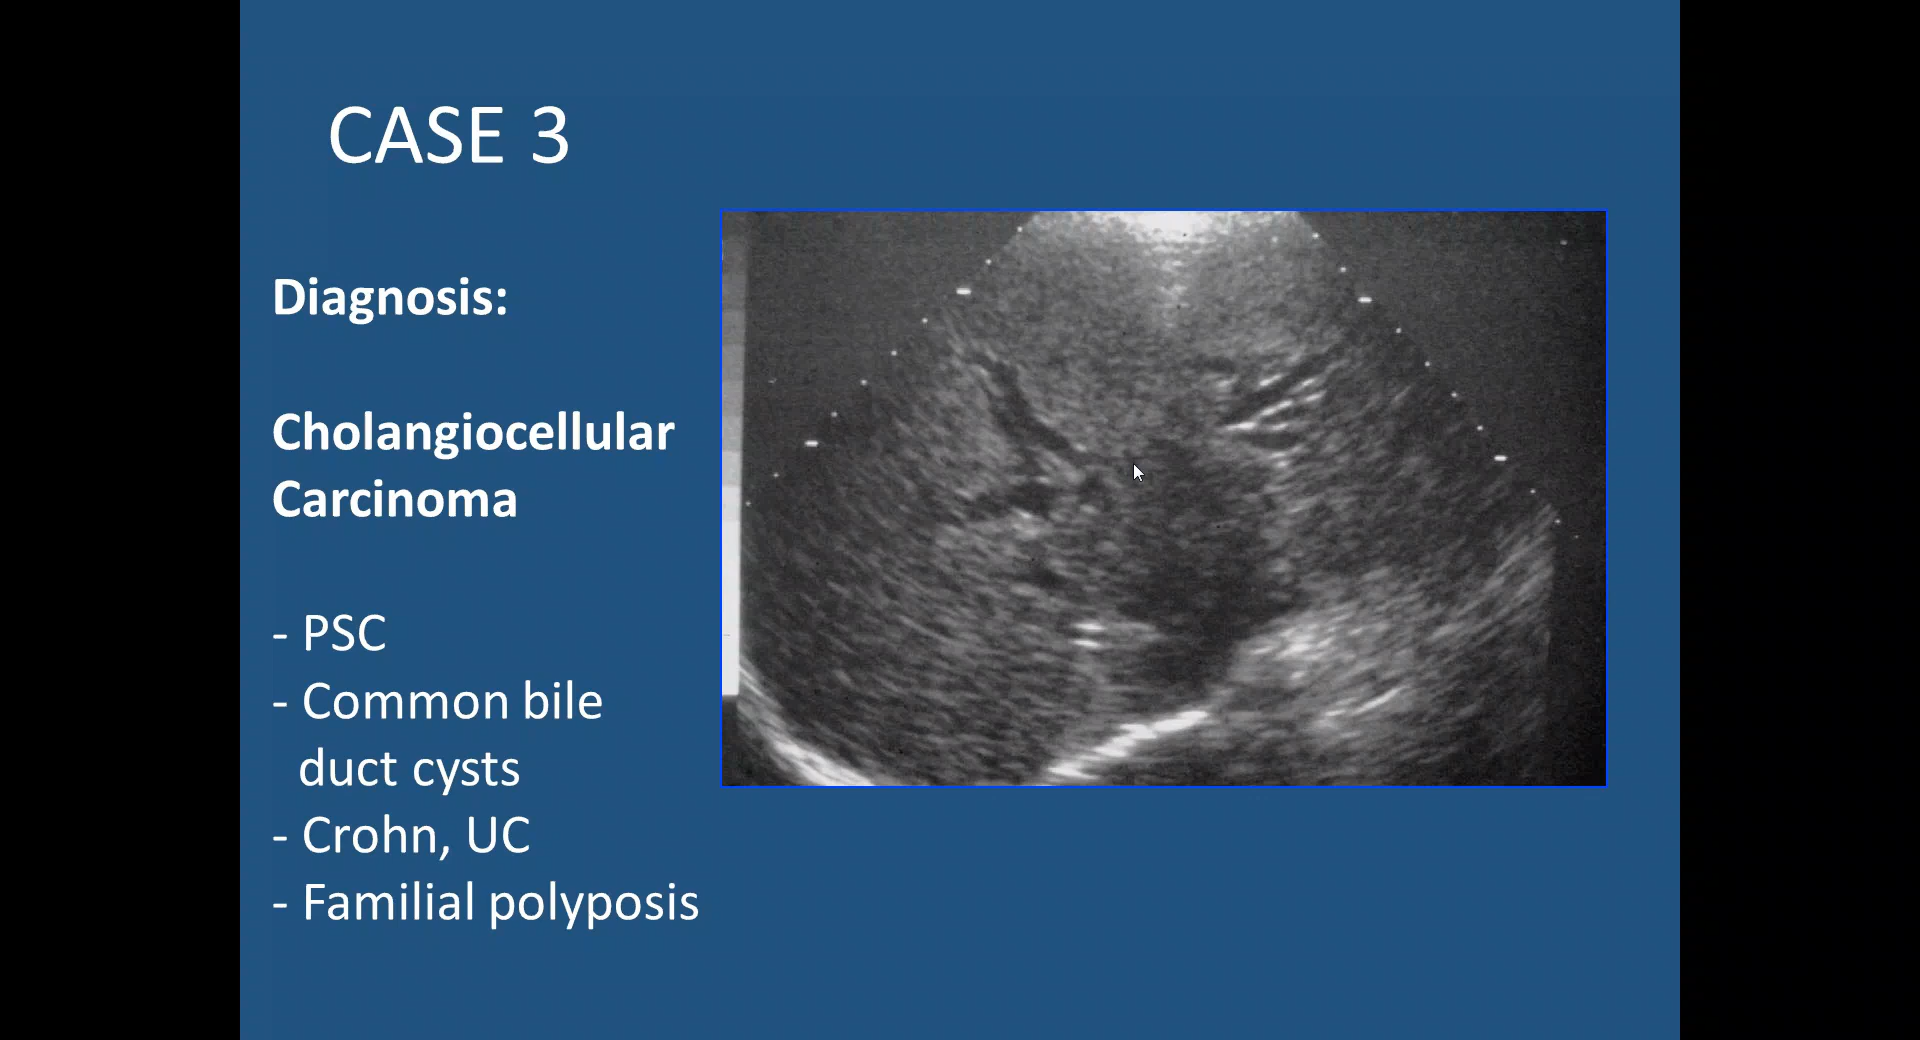 CASE 3
Diagnosis:
Cholangiocellular
Carcinoma
- PSC
- Common bile
duct cysts
- Crohn, UC
- Familial polyposis